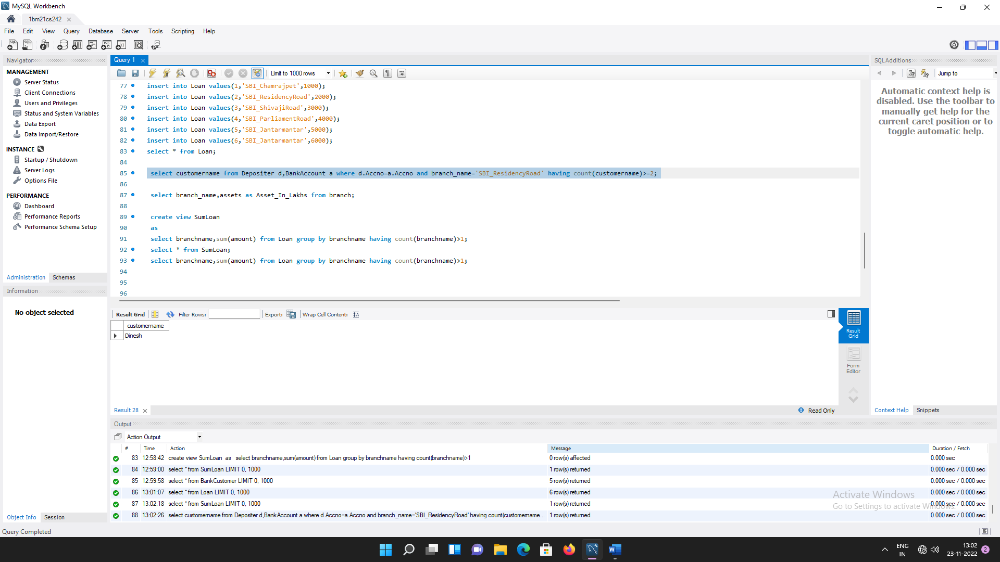 MySQL Workbench
1bm21cs242
File Edit View Query Database Server Tools Scripting Help
Navigator
MANAGEMENT
Server Status
Client Connections
Users and Privileges
Status and System Variables
Data Export
Data Import/Restore
INSTANCE
Startup / Shutdown
Server Logs
Options File
PERFORMANCE
Dashboard
Performance Reports
Performance Schema Setup
Administration Schemas
Information
No object selected
Object Info Session
Query 1
Limit to 1000 rows
77 insert into Loan values(1,'SBI_Chamrajpet',1000);
78 insert into Loan values(2,'SBI_ResidencyRoad',2000);
79 insert into Loan values(3,'SBI_ShivajiRoad',3000);
80 insert into Loan values(4,'SBI_ParliamentRoad',4000);
81 insert into Loan values(5,'SBI_Jantarmantar',5000);
82 insert into Loan values(6,'SBI_Jantarmantar',6000);
83 select * from Loan;
84
85 select customername from Depositer d,BankAccount a where d.Accno=a.Accno and branch_name='SBI_ResidencyRoad' having count(customername)>=2;
86
87 select branch_name,assets as Asset_In_Lakhs from branch;
88
89 create view SumLoan
90 as
91 select branchname,sum(amount) from Loan group by branchname having count(branchname)>1;
92 select * from SumLoan;
93 select branchname,sum(amount) from Loan group by branchname having count(branchname)>1;
94
95
96
Result Grid Filter Rows: Export: Wrap Cell Content:
customername
Dinesh
Result Grid
Form Editor
Result 28 Read Only
SQLAdditions
Jump to
Automatic context help is
disabled. Use the toolbar to
manually get help for the
current caret position or to
toggle automatic help.
Context Help Snippets
Output
Action Output
# Time Action Message Duration / Fetch
83 12:58:42 create view SumLoan as select branchname,sum(amount) from Loan group by branchname having count(branchname)>1 0 row(s) affected 0.000 sec
84 12:59:00 select * from SumLoan LIMIT 0, 1000 1 row(s) returned 0.000 sec / 0.000 sec
85 12:59:58 select * from BankCustomer LIMIT 0, 1000 5 row(s) returned 0.000 sec / 0.000 sec
86 13:01:07 select * from Loan LIMIT 0, 1000 6 row(s) returned 0.000 sec / 0.000 sec
87 13:02:18 select * from SumLoan LIMIT 0, 1000 1 row(s) returned 0.000 sec / 0.000 sec
88 13:02:26 select customername from Depositer d,BankAccount a where d.Accno=a.Accno and branch_name='SBI_ResidencyRoad' having count(customername... 1 row(s) returned 0.000 sec / 0.000 sec
Activate Windows
Go to Settings to activate Windows.
Query Completed
ENG
IN
13:02
23-11-2022
2